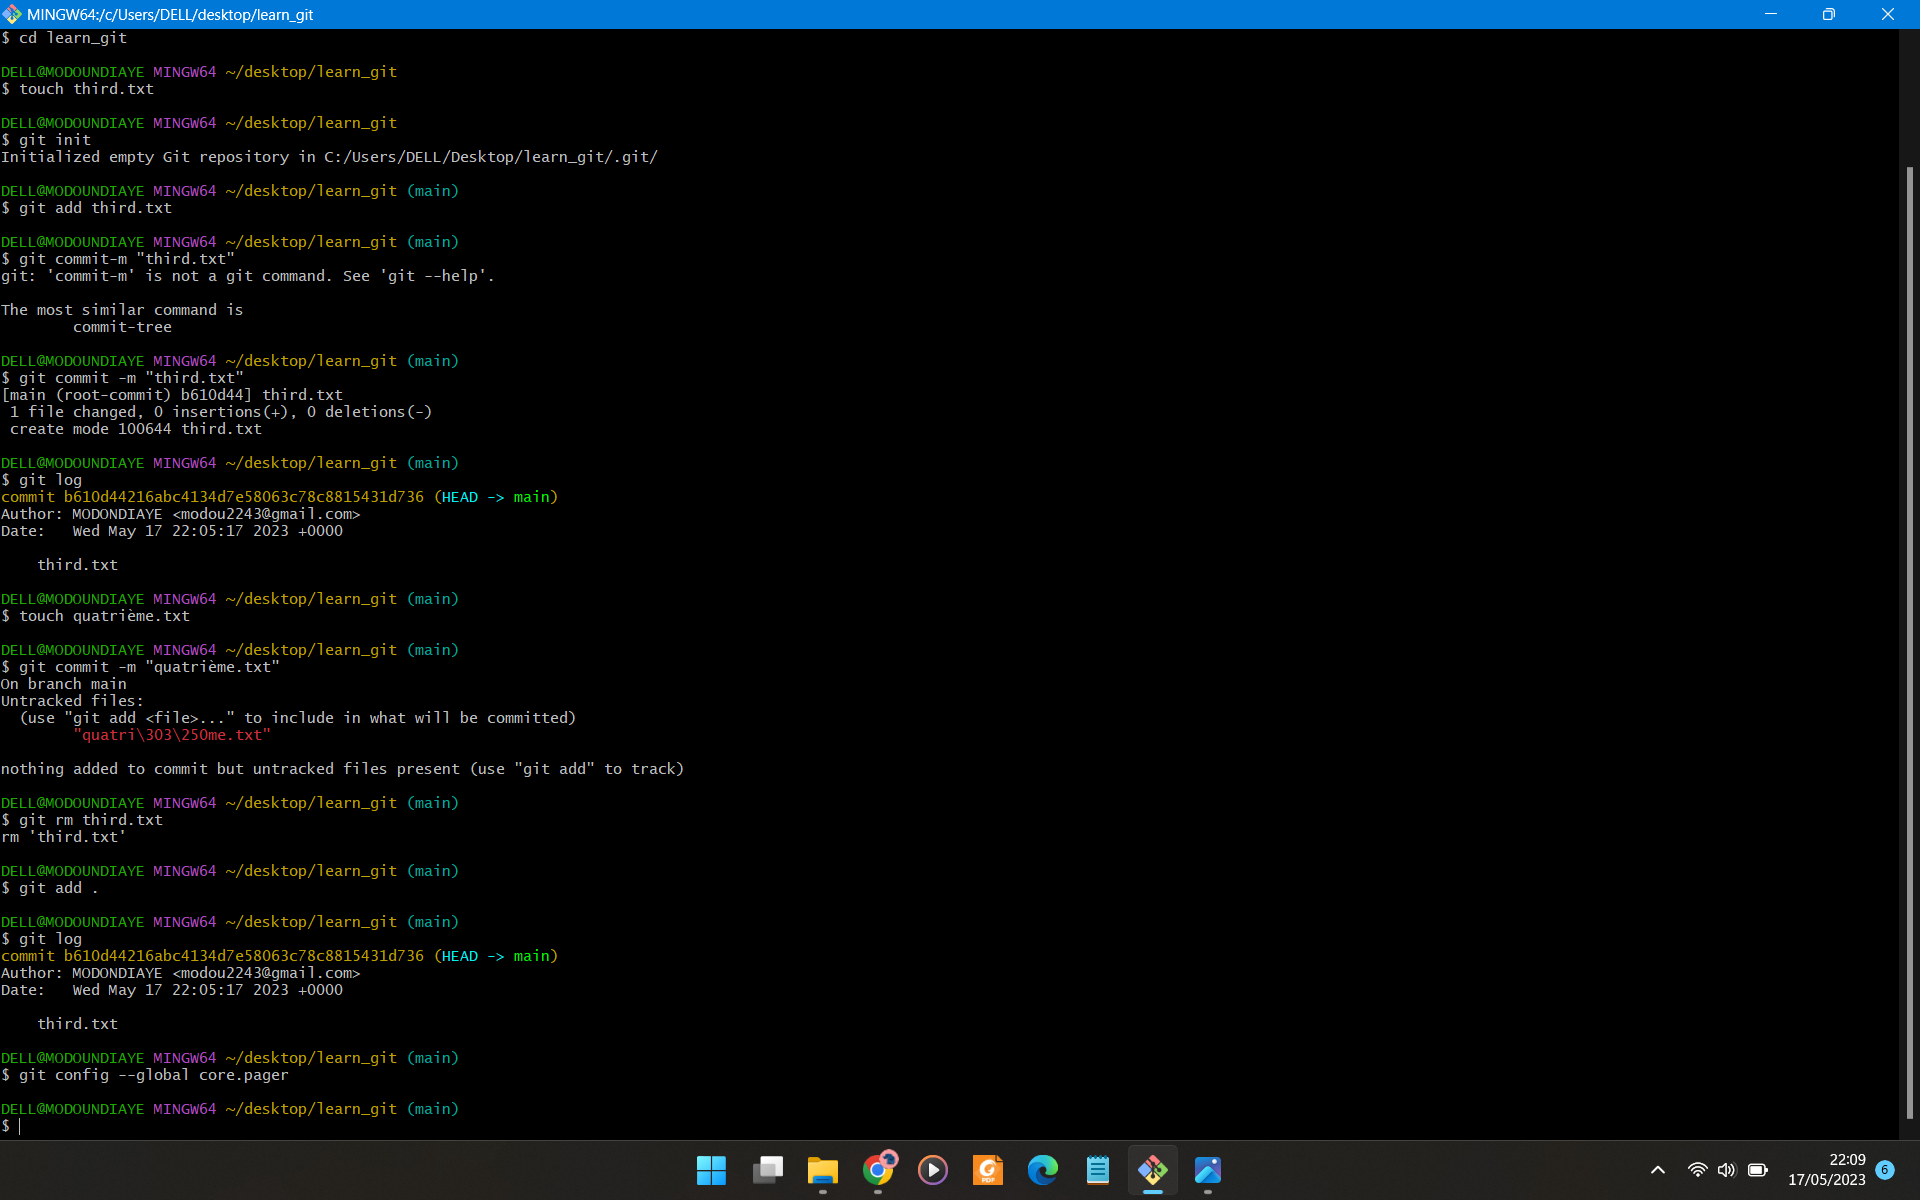 MINGW64:/c/Users/DELL/desktop/learn_git
$ cd learn_git
DELL@MODOUNDIAYE MINGW64 ~/desktop/learn_git
$ touch third.txt
DELL@MODOUNDIAYE MINGW64 ~/desktop/learn_git
$ git init
Initialized empty Git repository in C:/Users/DELL/Desktop/learn_git/.git/
DELL@MODOUNDIAYE MINGW64 ~/desktop/learn_git (main)
$ git add third.txt
DELL@MODOUNDIAYE MINGW64 ~/desktop/learn_git (main)
$ git commit-m "third.txt"
git: 'commit-m' is not a git command. See 'git --help'.
The most similar command is
        commit-tree
DELL@MODOUNDIAYE MINGW64 ~/desktop/learn_git (main)
$ git commit -m "third.txt"
[main (root-commit) b610d44] third.txt
 1 file changed, 0 insertions(+), 0 deletions(-)
 create mode 100644 third.txt
DELL@MODOUNDIAYE MINGW64 ~/desktop/learn_git (main)
$ git log
commit b610d44216abc4134d7e58063c78c8815431d736 (HEAD -> main)
Author: MODONDIAYE <modou2243@gmail.com>
Date:   Wed May 17 22:05:17 2023 +0000
    third.txt
DELL@MODOUNDIAYE MINGW64 ~/desktop/learn_git (main)
$ touch quatrième.txt
DELL@MODOUNDIAYE MINGW64 ~/desktop/learn_git (main)
$ git commit -m "quatrième.txt"
On branch main
Untracked files:
  (use "git add <file>..." to include in what will be committed)
        "quatri\303\250me.txt"
nothing added to commit but untracked files present (use "git add" to track)
DELL@MODOUNDIAYE MINGW64 ~/desktop/learn_git (main)
$ git rm third.txt
rm 'third.txt'
DELL@MODOUNDIAYE MINGW64 ~/desktop/learn_git (main)
$ git add .
DELL@MODOUNDIAYE MINGW64 ~/desktop/learn_git (main)
$ git log
commit b610d44216abc4134d7e58063c78c8815431d736 (HEAD -> main)
Author: MODONDIAYE <modou2243@gmail.com>
Date:   Wed May 17 22:05:17 2023 +0000
    third.txt
DELL@MODOUNDIAYE MINGW64 ~/desktop/learn_git (main)
$ git config --global core.pager
DELL@MODOUNDIAYE MINGW64 ~/desktop/learn_git (main)
$
PDF
22:09
17/05/2023
6